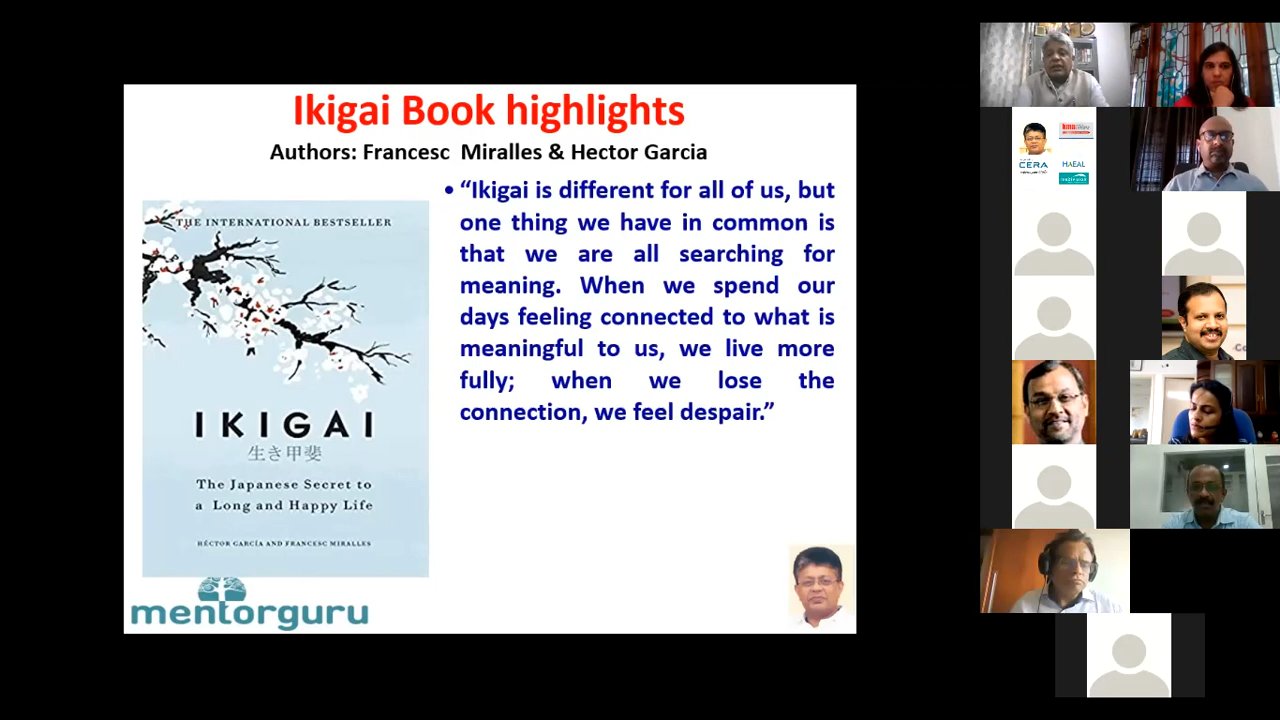 Ikigai Book highlights
Authors: Francesc Miralles & Hector Garcia
• “Ikigai is different for all of us, but
one thing we have in common is
that we are all searching for
meaning. When we spend our
days feeling connected to what is
meaningful to us, we live more
fully; when we lose the
connection, we feel despair.”
THE INTERNATIONAL BESTSELLER
IKIGAI
生き甲斐
The Japanese Secret to
a Long and Happy Life
HÉCTOR GARCÍA AND FRANCESC MIRALLES
mentorguru
CERA